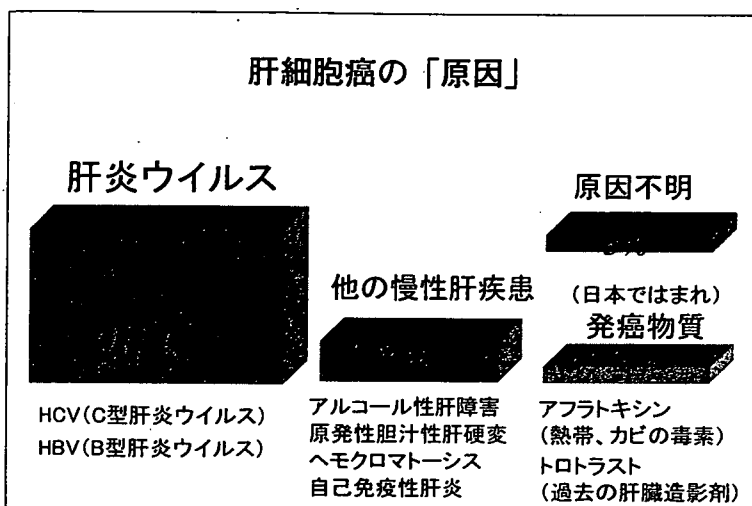 肝細胞癌の「原因」
肝炎ウイルス
HCV(C型肝炎ウイルス)
HBV(B型肝炎ウイルス)
他の慢性肝疾患
アルコール性肝障害
原発性胆汁性肝硬変
ヘモクロマトーシス
自己免疫性肝炎
原因不明
(日本ではまれ)
発癌物質
アフラトキシン
(熱帯、カビの毒素)
トロトラスト
(過去の肝臓造影剤)